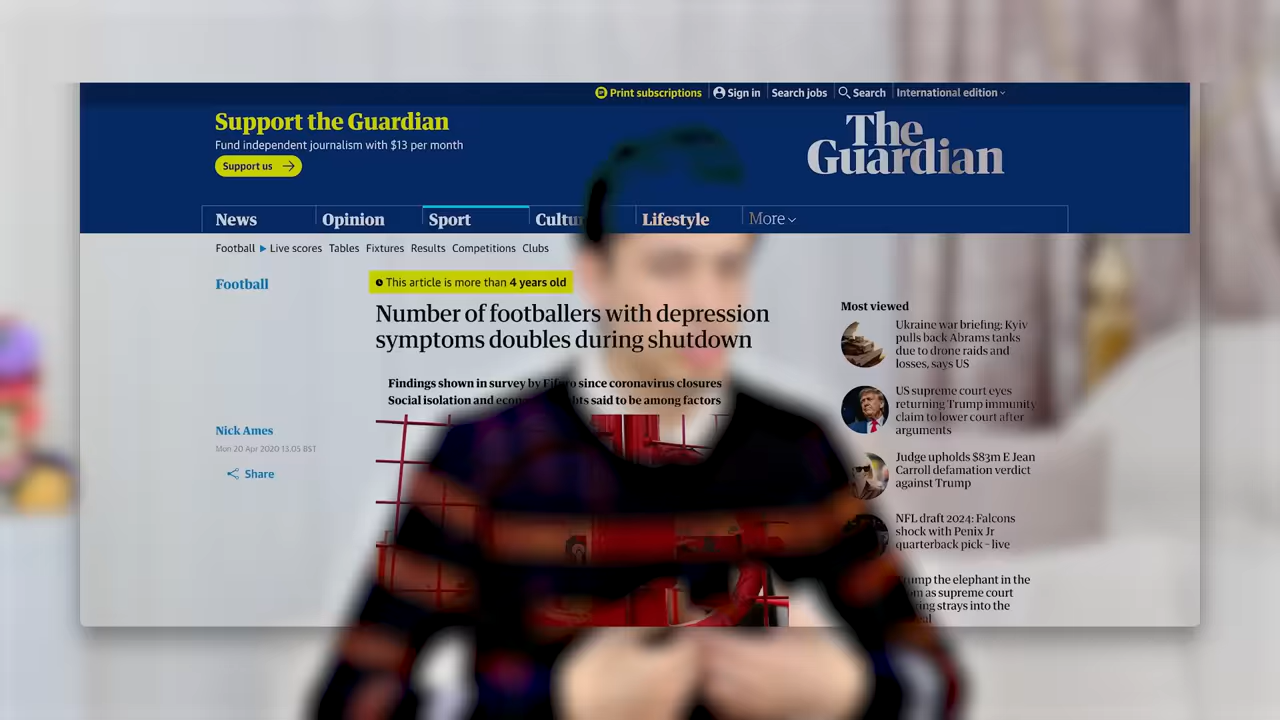 Print subscriptions
Sign in
Search jobs
Search
International edition
Support the Guardian
Fund independent journalism with $13 per month
Support us
The
Guardian
News
Opinion
Sport
Lifestyle
More
Football
Live scores
Tables
Fixtures
Results
Competitions
Clubs
Football
This article is more than 4 years old
Number of footballers with depression
symptoms doubles during shutdown
Findings shown in survey by since coronavirus closures
Social isolation and said to be among factors
Nick Ames
Mon 20 Apr 2020 13.05 BST
Share
Most viewed
Ukraine war briefing: Kyiv
pulls back Abrams tanks
due to drone raids and
losses, says US
US supreme court eyes
returning Trump immunity
claim to lower court after
arguments
Judge upholds $83m E Jean
Carroll defamation verdict
against Trump
NFL draft 2024: Falcons
shock with Penix Jr
quarterback pick – live
Trump the elephant in the
as supreme court
strays into the